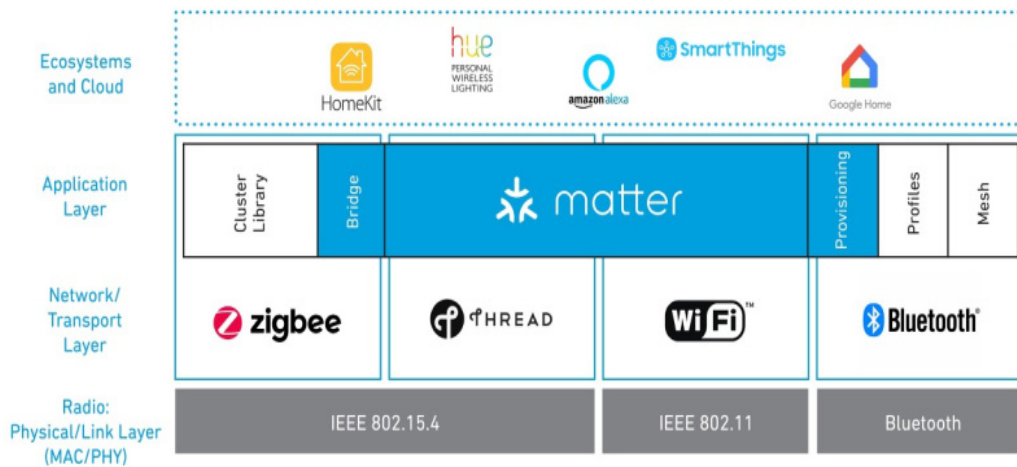 Ecosystems
and Cloud
HomeKit
hue
PERSONAL
WIRELESS
LIGHTING
amazon alexa
SmartThings
Google Home
Application
Layer
Cluster
Library
Bridge
matter
Provisioning
Profiles
Mesh
Network/
Transport
Layer
zigbee
THREAD
WiFi™
Bluetooth®
Radio:
Physical/Link Layer
(MAC/PHY)
IEEE 802.15.4
IEEE 802.11
Bluetooth